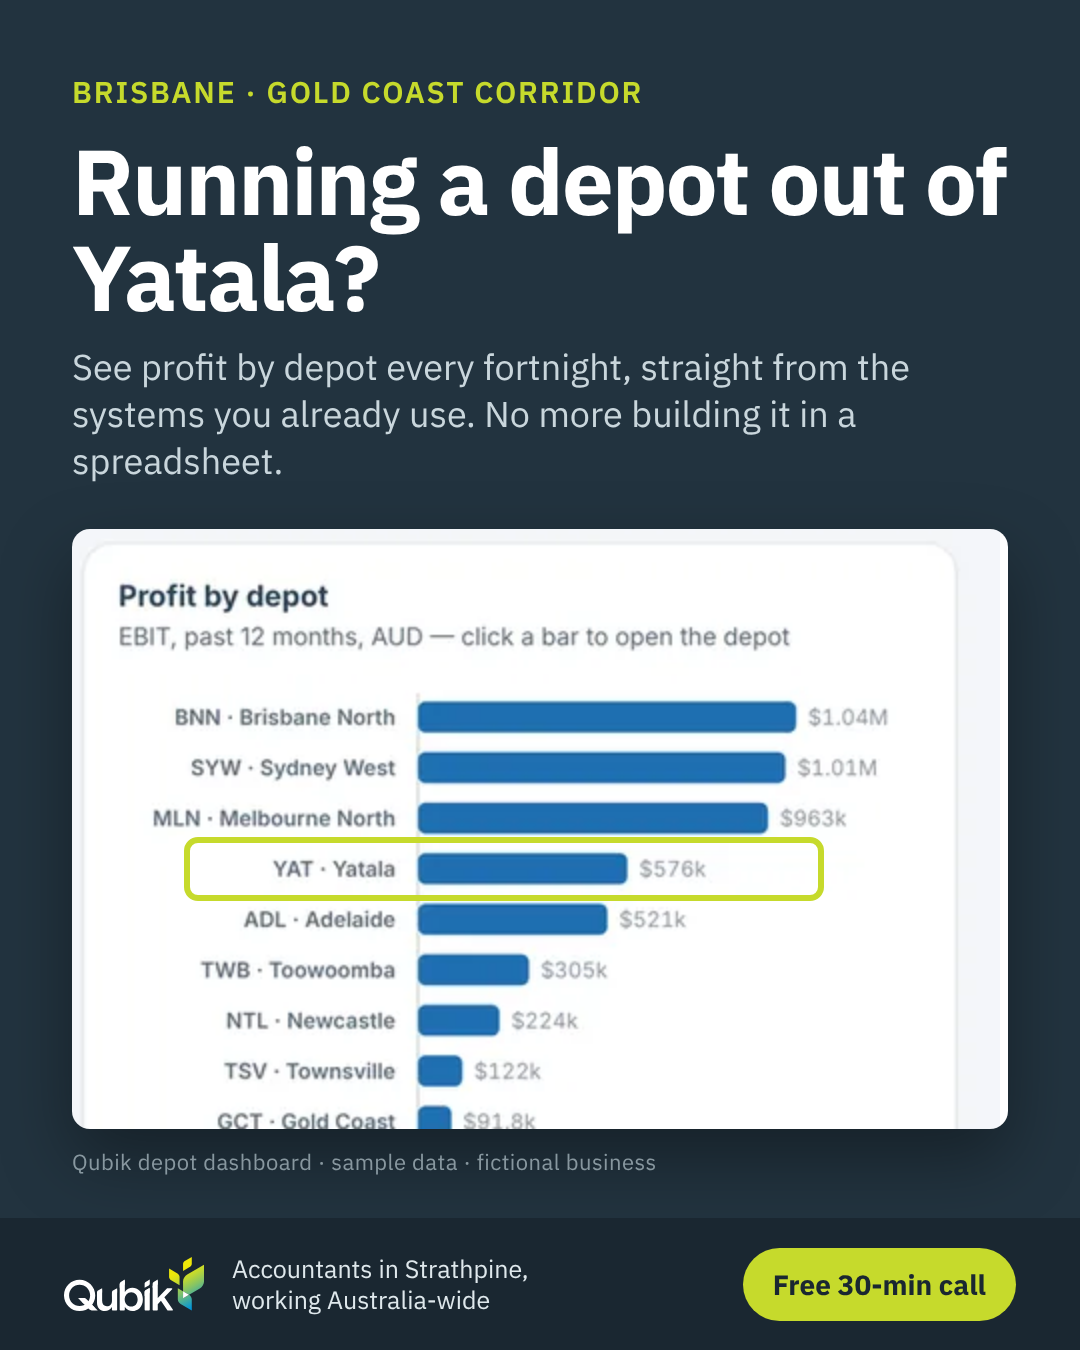 BRISBANE · GOLD COAST CORRIDOR
Running a depot out of
Yatala?
See profit by depot every fortnight, straight from the
systems you already use. No more building it in a
spreadsheet.
Profit by depot
EBIT, past 12 months, AUD — click a bar to open the depot
BNN · Brisbane North $1.04M
SYW · Sydney West $1.01M
MLN · Melbourne North $963k
YAT · Yatala $576k
ADL · Adelaide $521k
TWB · Toowoomba $305k
NTL · Newcastle $224k
TSV · Townsville $122k
GCT · Gold Coast $91.8k
Qubik depot dashboard · sample data · fictional business
Qubik
Accountants in Strathpine,
working Australia-wide
Free 30-min call